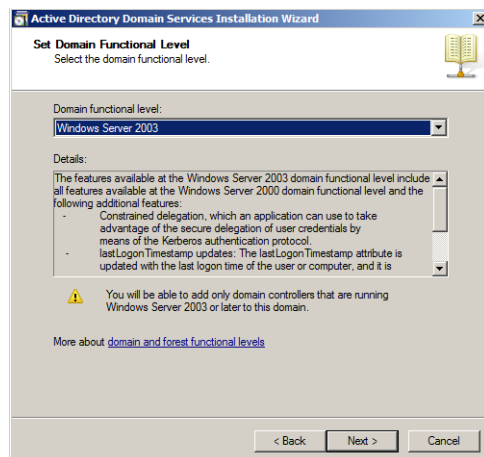 Active Directory Domain Services Installation Wizard
Set Domain Functional Level
Select the domain functional level.
Domain functional level:
Windows Server 2003
Details:
The features available at the Windows Server 2003 domain functional level include
all features available at the Windows Server 2000 domain functional level and the
following additional features:
- Constrained delegation, which an application can use to take
advantage of the secure delegation of user credentials by
means of the Kerberos authentication protocol.
- lastLogonTimestamp updates: The lastLogonTimestamp attribute is
updated with the last logon time of the user or computer, and it is
You will be able to add only domain controllers that are running
Windows Server 2003 or later to this domain.
More about domain and forest functional levels
< Back
Next >
Cancel